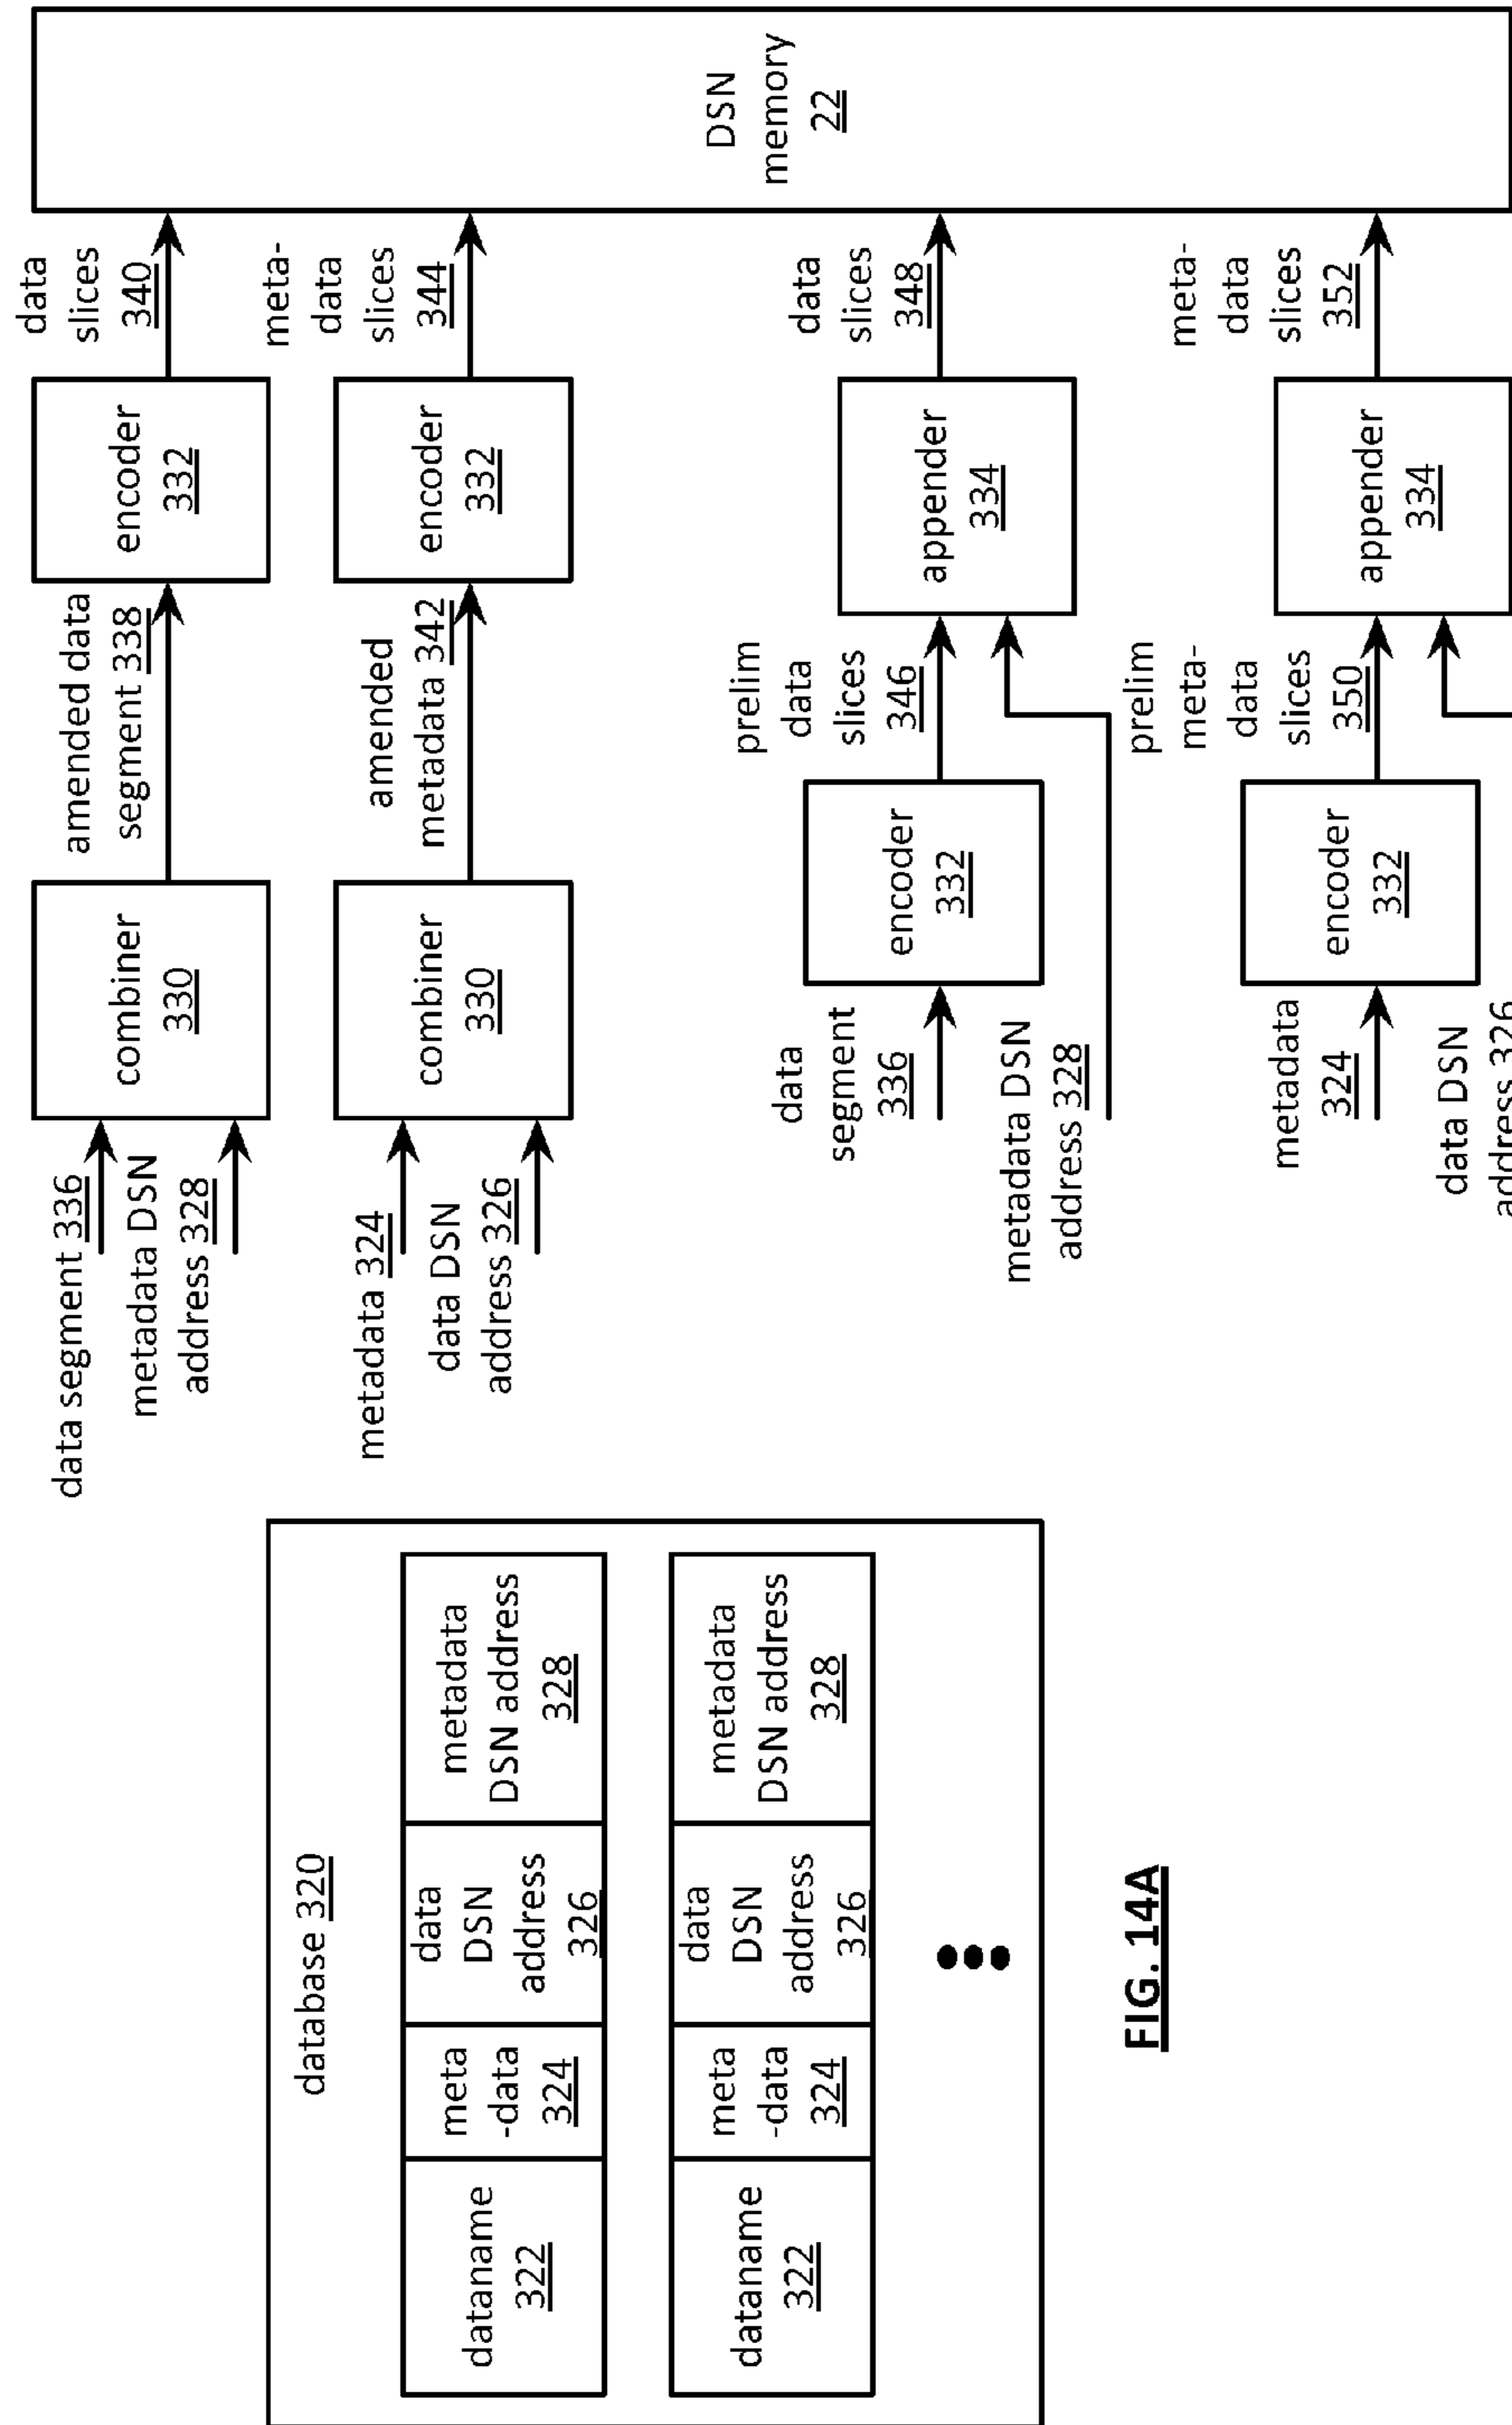 database 320
dataname
322
meta
-data
324
data
DSN
address
326
metadata
DSN address
328
dataname
322
meta
-data
324
data
DSN
address
326
metadata
DSN address
328
FIG. 14A
data segment 336
metadata DSN
address 328
combiner
330
amended data
segment 338
encoder
332
data
slices
340
metadata 324
data DSN
address 326
combiner
330
amended
metadata 342
encoder
332
meta-
data
slices
344
data
segment
336
metadata DSN
address 328
encoder
332
prelim
data
slices
346
appender
334
data
slices
348
metadata
324
data DSN
address 326
encoder
332
prelim
meta-
data
slices
350
appender
334
meta-
data
slices
352
DSN
memory
22